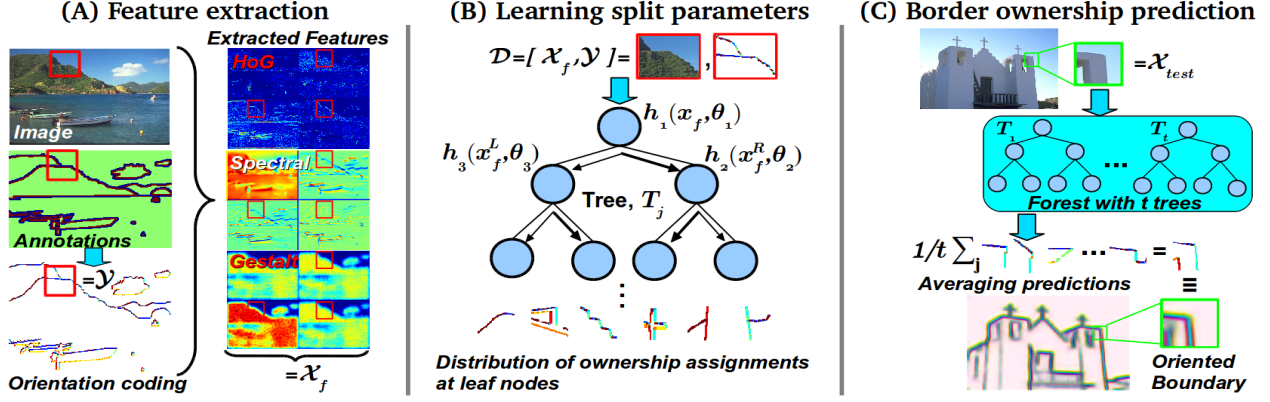 (A) Feature extraction
Extracted Features
HoG
Image
Spectral
Annotations
=𝒴
Gestalt
Orientation coding
=𝒳f
(B) Learning split parameters
𝒟=[ 𝒳f ,𝒴 ]= ,
h1(xf,θ1)
h3(xfL,θ3)
h2(xfR,θ2)
Tree, Tj
⋮
Distribution of ownership assignments
at leaf nodes
(C) Border ownership prediction
=𝒳test
T1 Tt
...
Forest with t trees
1/t ∑j ... =
Averaging predictions ≡
Oriented
Boundary